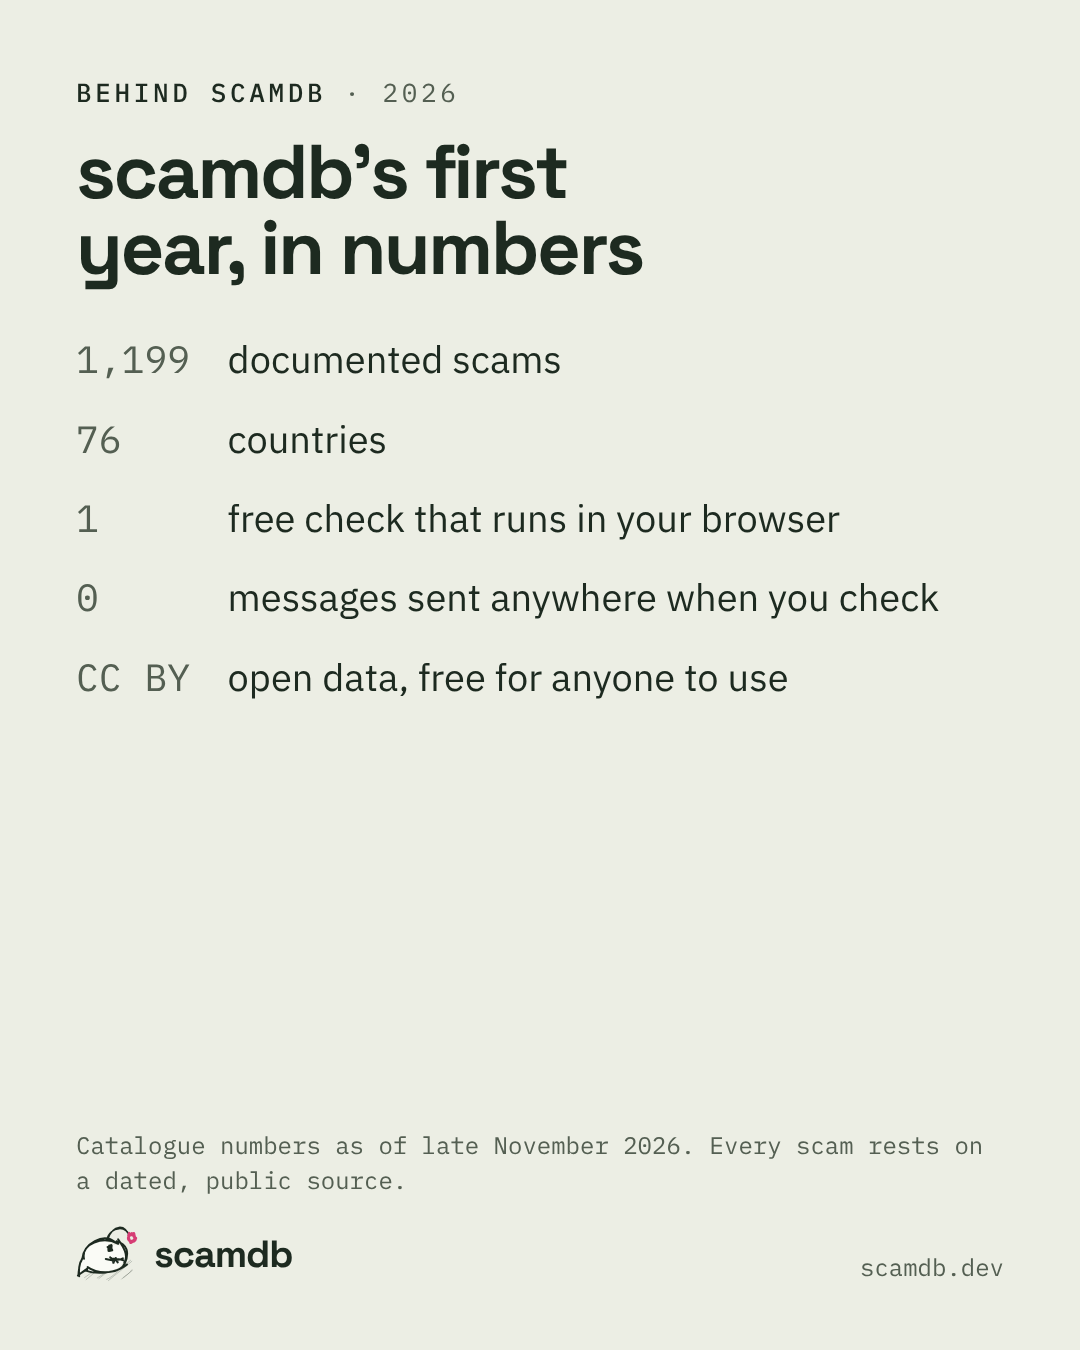 BEHIND SCAMDB · 2026
scamdb’s first
year, in numbers
1,199 documented scams
76 countries
1 free check that runs in your browser
0 messages sent anywhere when you check
CC BY open data, free for anyone to use
Catalogue numbers as of late November 2026. Every scam rests on
a dated, public source.
scamdb
scamdb.dev